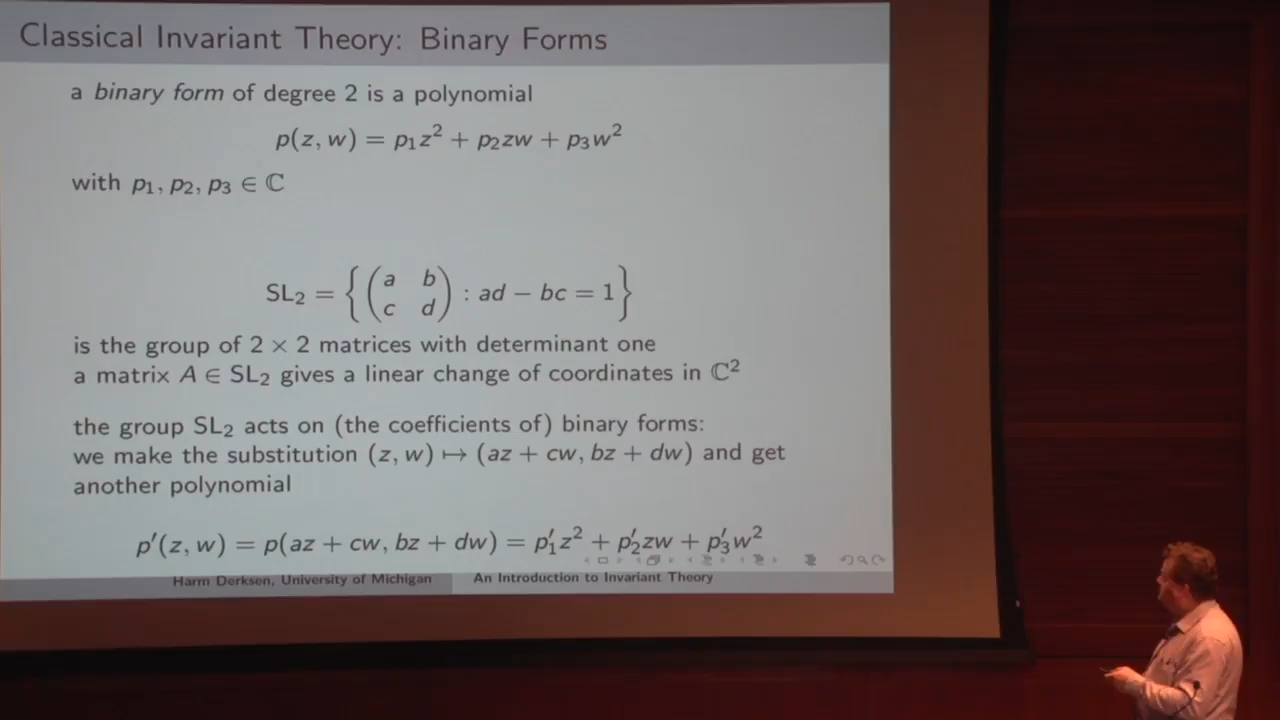 Classical Invariant Theory: Binary Forms
a binary form of degree 2 is a polynomial
p(z, w) = p₁z² + p₂zw + p₃w²
with p₁, p₂, p₃ ∈ ℂ
SL₂ = { ( a b
c d ) : ad − bc = 1 }
is the group of 2 × 2 matrices with determinant one
a matrix A ∈ SL₂ gives a linear change of coordinates in ℂ²
the group SL₂ acts on (the coefficients of) binary forms:
we make the substitution (z, w) ↦ (az + cw, bz + dw) and get
another polynomial
p′(z, w) = p(az + cw, bz + dw) = p′₁z² + p′₂zw + p′₃w²
Harm Derksen, University of Michigan An Introduction to Invariant Theory